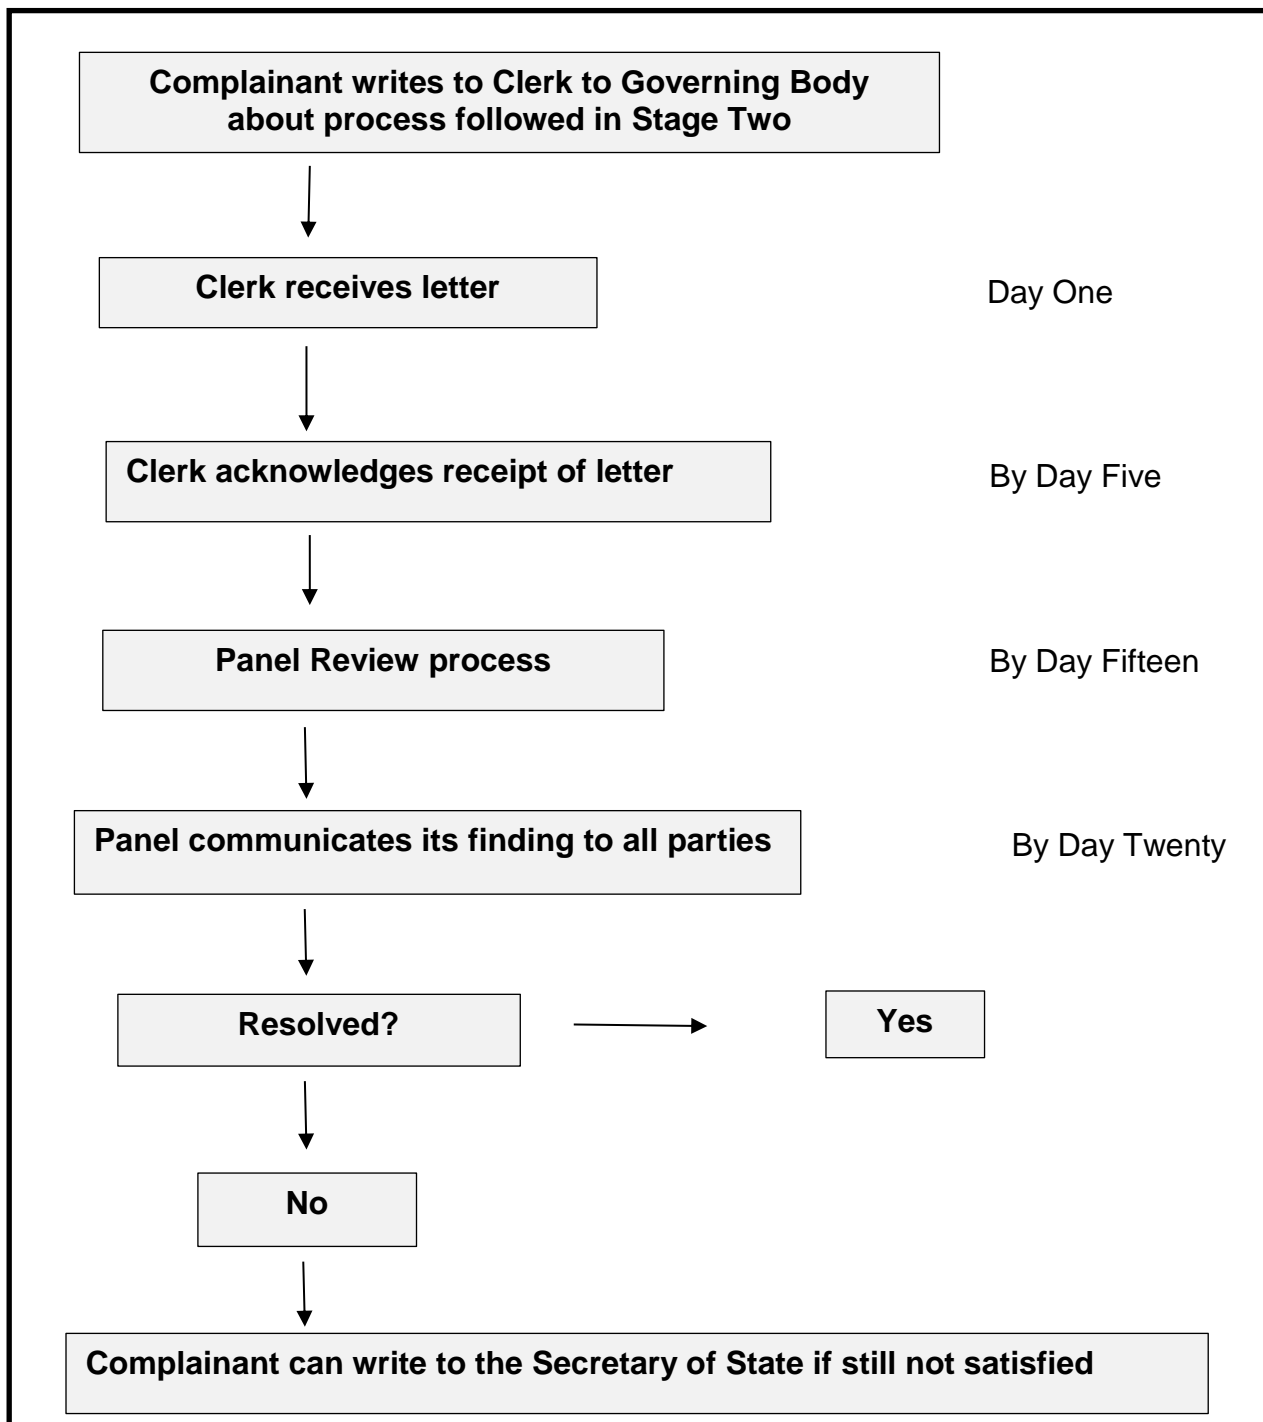 Complainant writes to Clerk to Governing Body
about process followed in Stage Two
Clerk receives letter
Day One
Clerk acknowledges receipt of letter
By Day Five
Panel Review process
By Day Fifteen
Panel communicates its finding to all parties
By Day Twenty
Resolved?
Yes
No
Complainant can write to the Secretary of State if still not satisfied